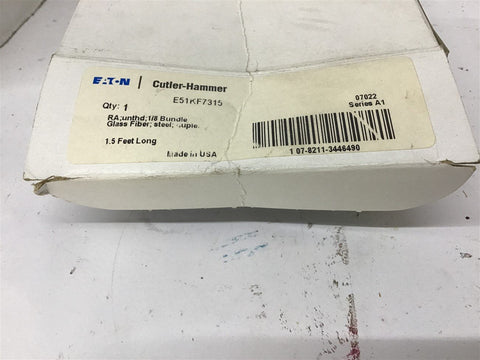 EATON | Cutler-Hammer
E51KF7315
Qty: 1
RA;unthd;1/8 Bundle
Glass Fiber; steel;
1.5 Feet Long
Made in USA
07022
Series A1
1 07-8211-3446490